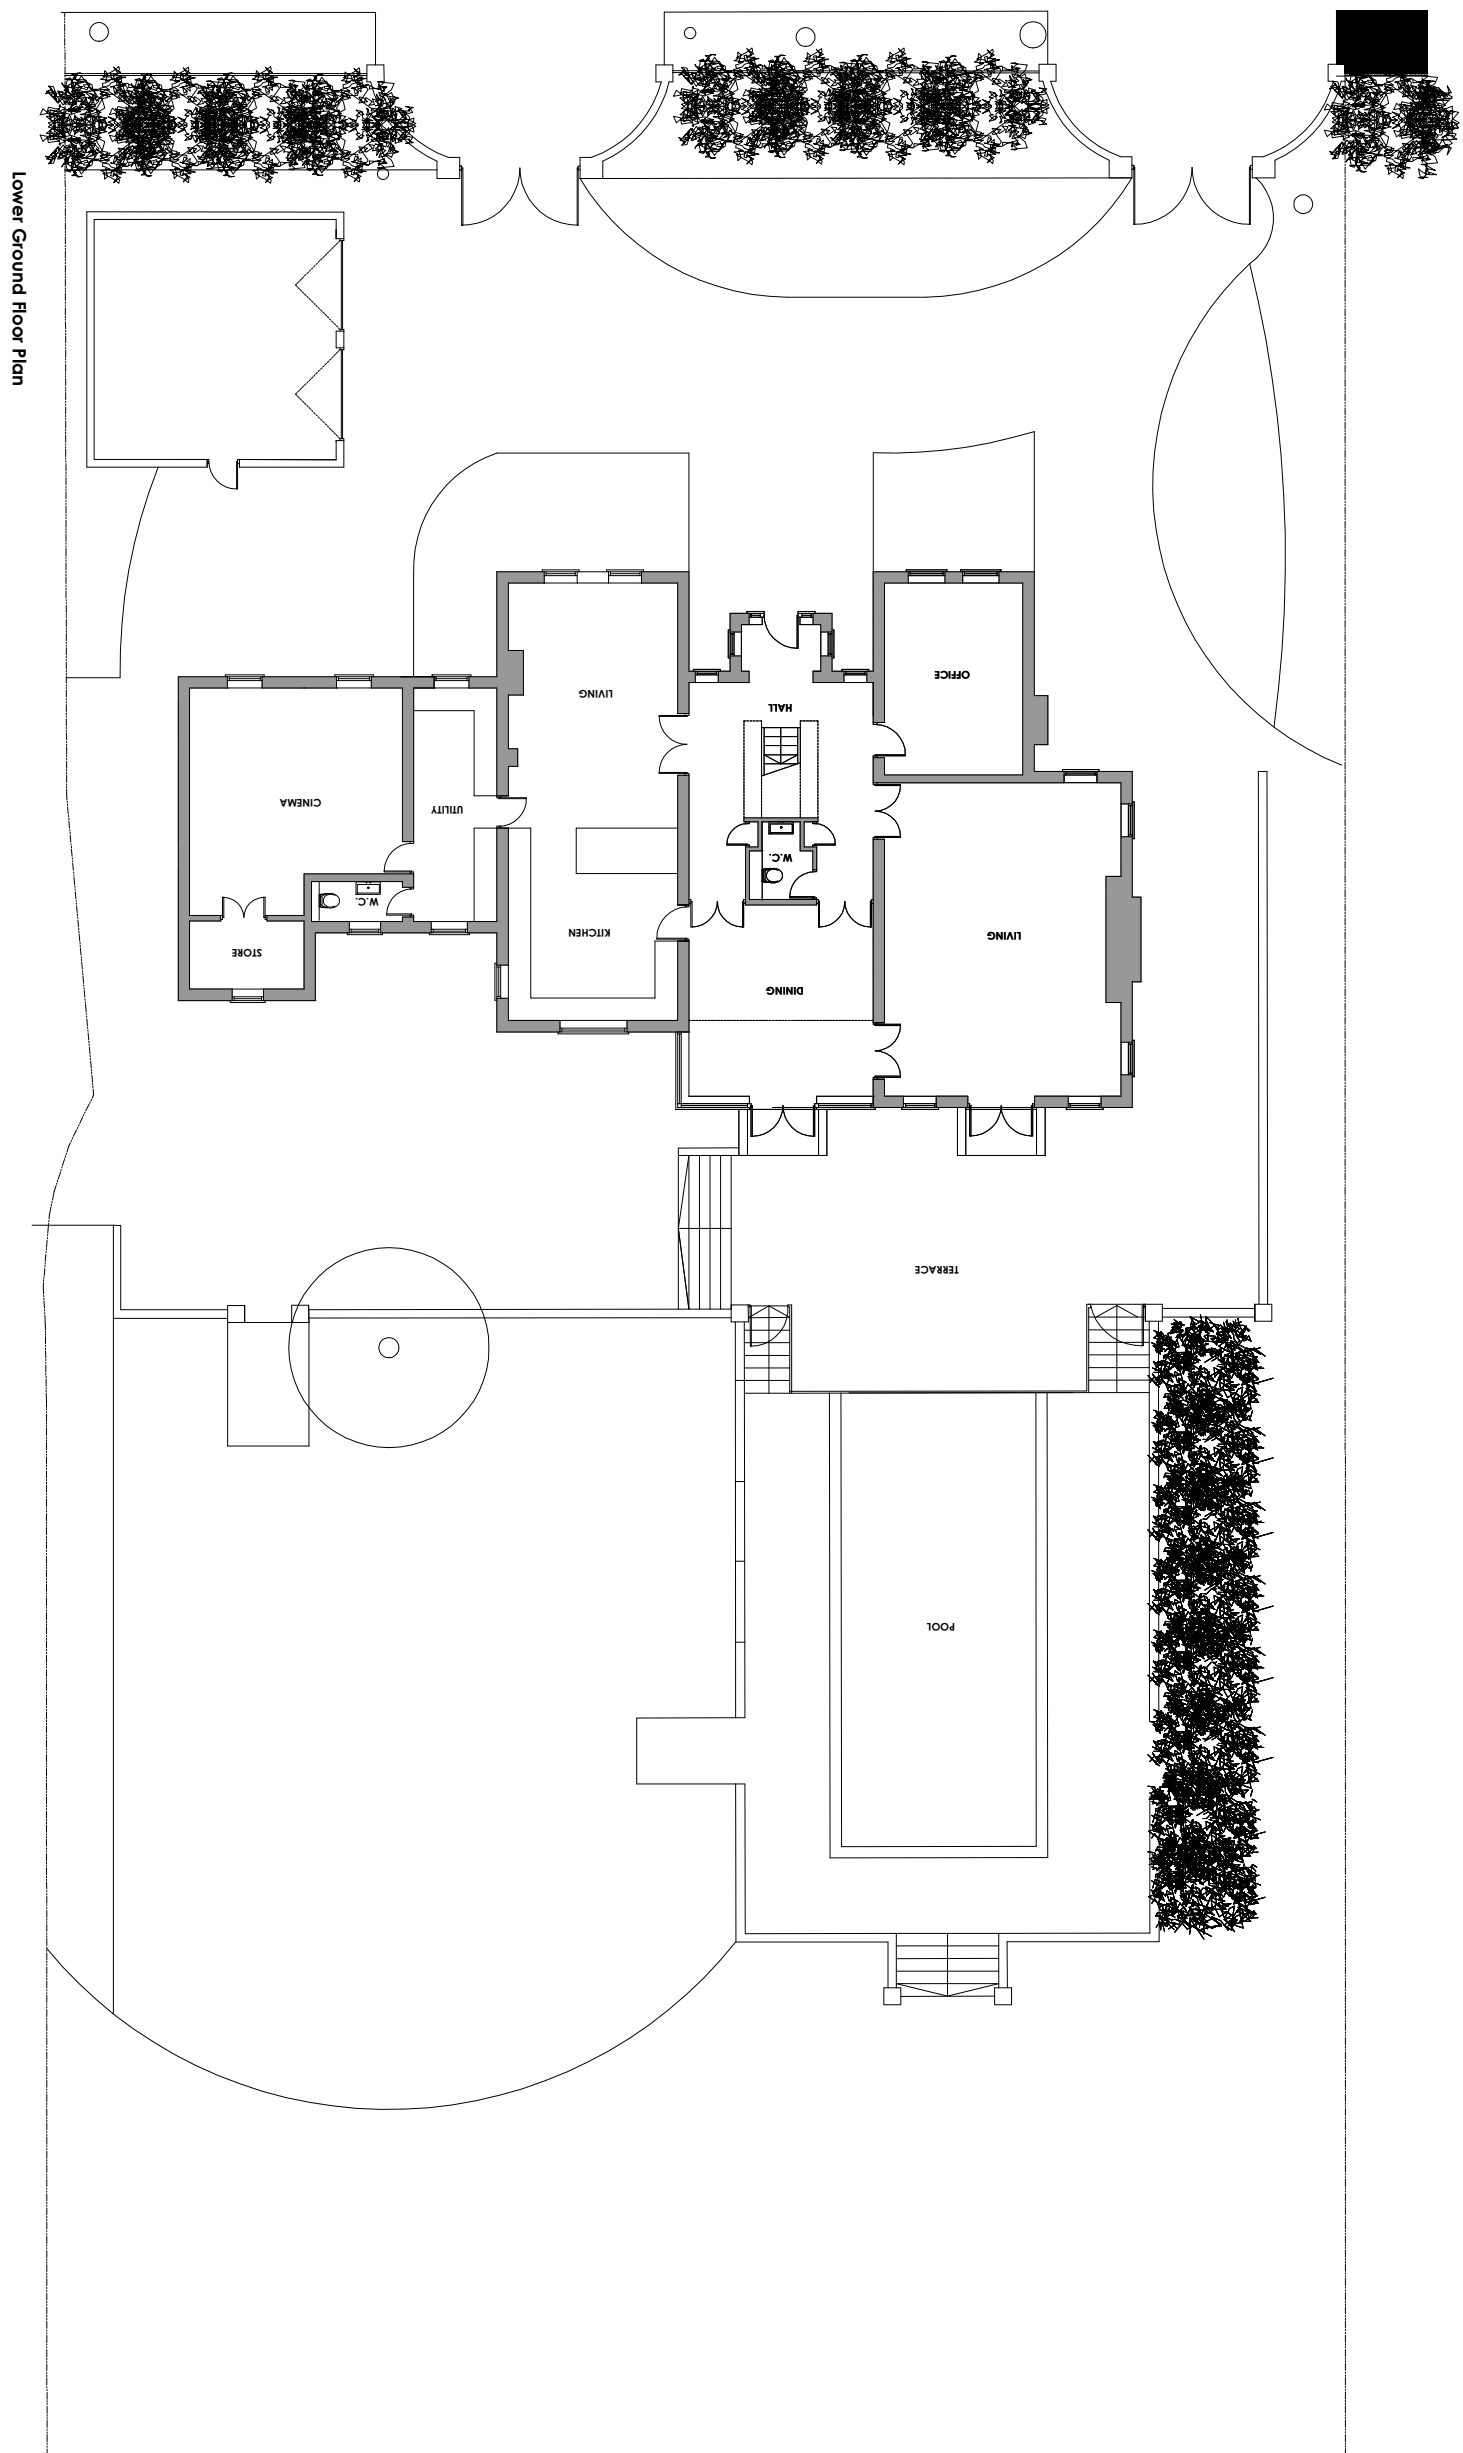 Lower Ground Floor Plan
OFFICE
LIVING
HALL
CINEMA
UTILITY
W.C.
W.C.
KITCHEN
LIVING
STORE
DINING
TERRACE
POOL